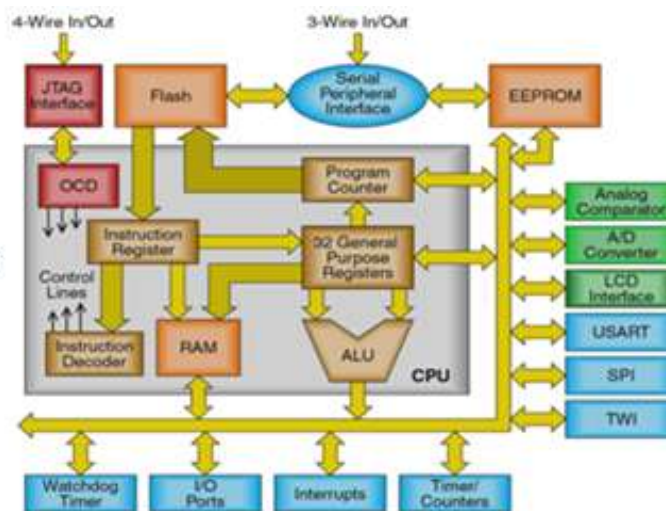 4-Wire In/Out
3-Wire In/Out
JTAG
Interface
Flash
Serial
Peripheral
Interface
EEPROM
OCD
Program
Counter
Analog
Comparator
Instruction
Register
32 General
Purpose
Registers
A/D
Converter
Control
Lines
LCD
Interface
Instruction
Decoder
RAM
ALU
CPU
USART
SPI
TWI
Watchdog
Timer
I/O
Ports
Interrupts
Timer/
Counters